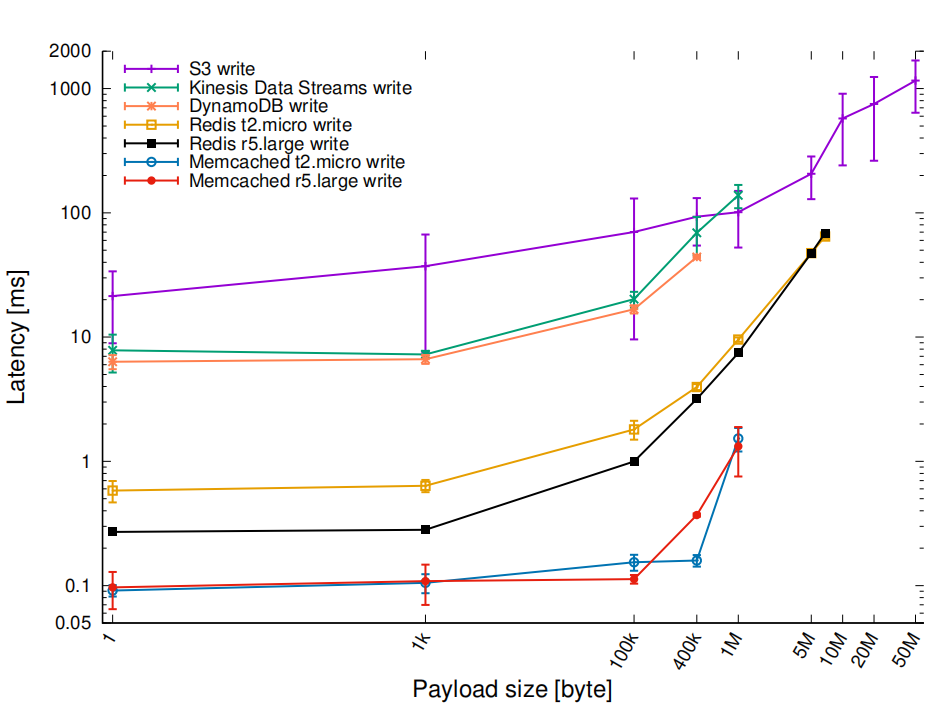 2000
1000
100
10
1
0.1
0.05
Latency [ms]
S3 write
Kinesis Data Streams write
DynamoDB write
Redis t2.micro write
Redis r5.large write
Memcached t2.micro write
Memcached r5.large write
1
1k
100k
400k
1M
5M
10M
20M
50M
Payload size [byte]